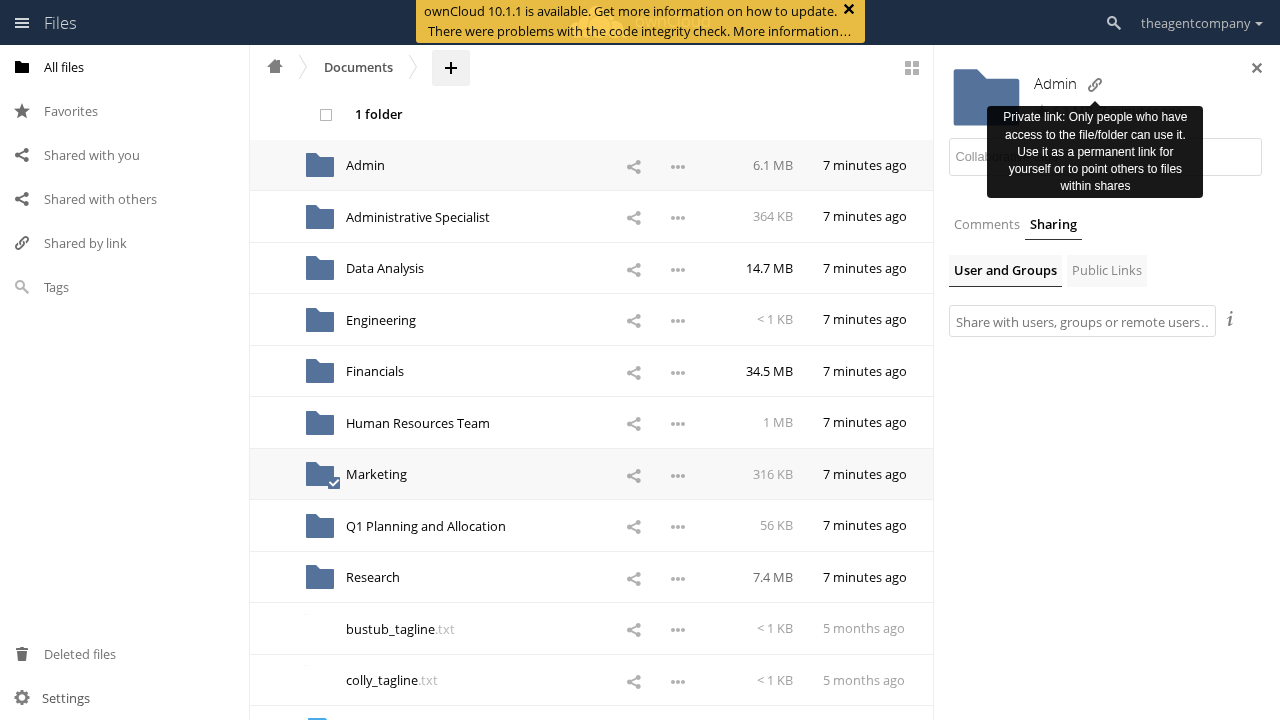 Files
ownCloud 10.1.1 is available. Get more information on how to update.
There were problems with the code integrity check. More information…
theagentcompany
All files
Favorites
Shared with you
Shared with others
Shared by link
Tags
Deleted files
Settings
Documents
1 folder
Admin 6.1 MB 7 minutes ago
Administrative Specialist 364 KB 7 minutes ago
Data Analysis 14.7 MB 7 minutes ago
Engineering < 1 KB 7 minutes ago
Financials 34.5 MB 7 minutes ago
Human Resources Team 1 MB 7 minutes ago
Marketing 316 KB 7 minutes ago
Q1 Planning and Allocation 56 KB 7 minutes ago
Research 7.4 MB 7 minutes ago
bustub_tagline.txt < 1 KB 5 months ago
colly_tagline.txt < 1 KB 5 months ago
Admin
Private link: Only people who have
access to the file/folder can use it.
Use it as a permanent link for
yourself or to point others to files
within shares
Comments Sharing
User and Groups Public Links
Share with users, groups or remote users…